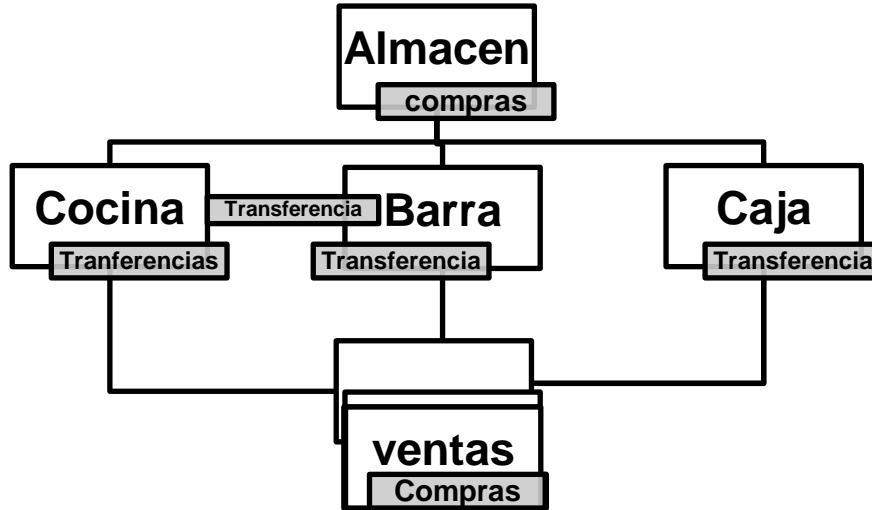 Almacen
compras
Cocina
Transferencia
Barra
Caja
Tranferencias
Transferencia
Transferencia
ventas
Compras